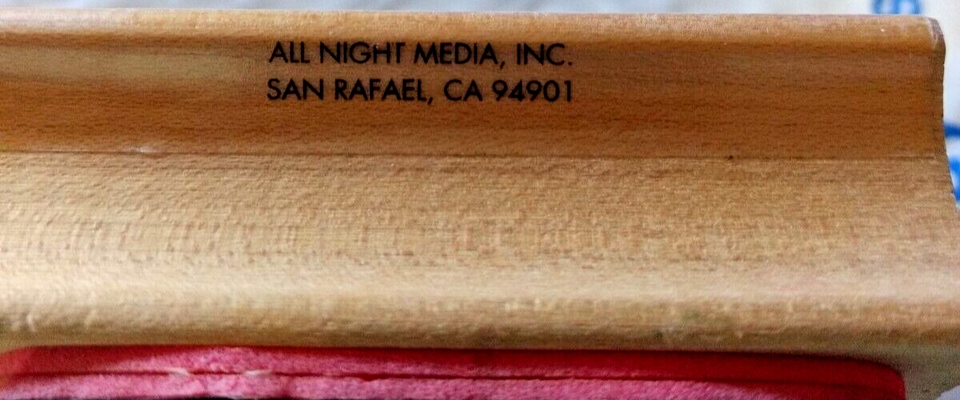 ALL NIGHT MEDIA, INC.
SAN RAFAEL, CA 94901